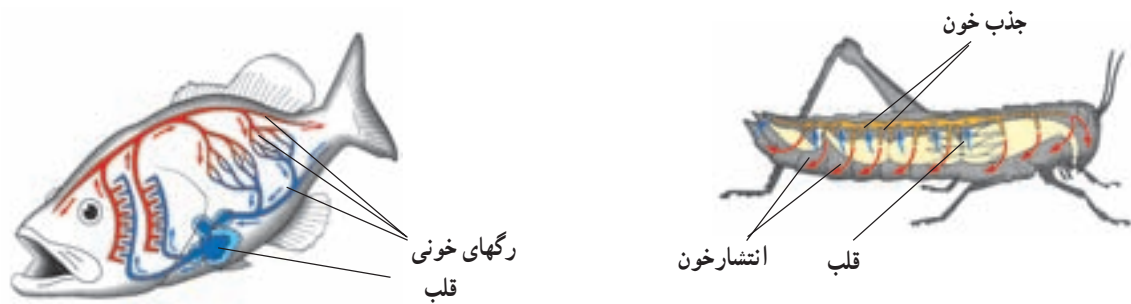 جذب خون
انتشارخون
قلب
رگهای خونی
قلب